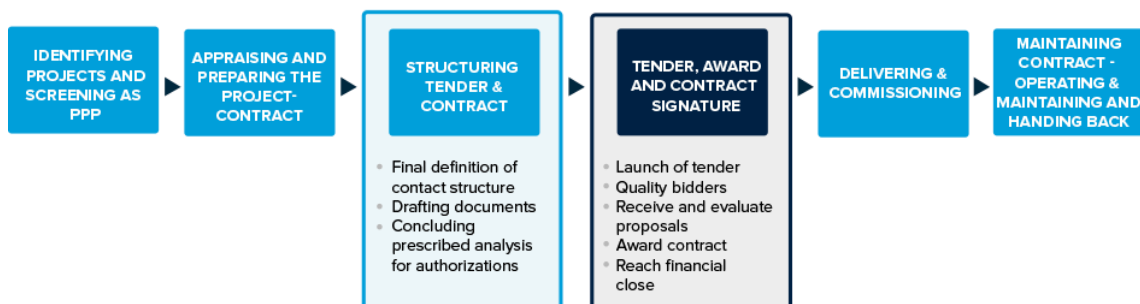 IDENTIFYING
PROJECTS AND
SCREENING AS
PPP
APPRAISING AND
PREPARING THE
PROJECT-
CONTRACT
STRUCTURING
TENDER &
CONTRACT
• Final definition of
contact structure
• Drafting documents
• Concluding
prescribed analysis
for authorizations
TENDER, AWARD
AND CONTRACT
SIGNATURE
• Launch of tender
• Quality bidders
• Receive and evaluate
proposals
• Award contract
• Reach financial
close
DELIVERING &
COMMISSIONING
MAINTAINING
CONTRACT -
OPERATING &
MAINTAINING AND
HANDING BACK